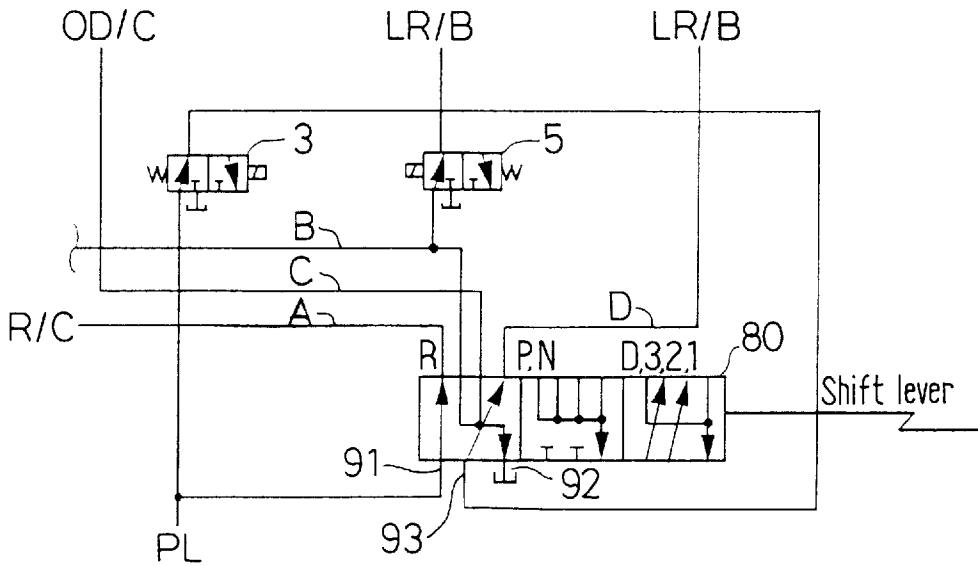 OD/C LR/B LR/B
3 5
B
C
A D
R/C
R P,N D,3,2,1 80
Shift lever
91 92
93
PL